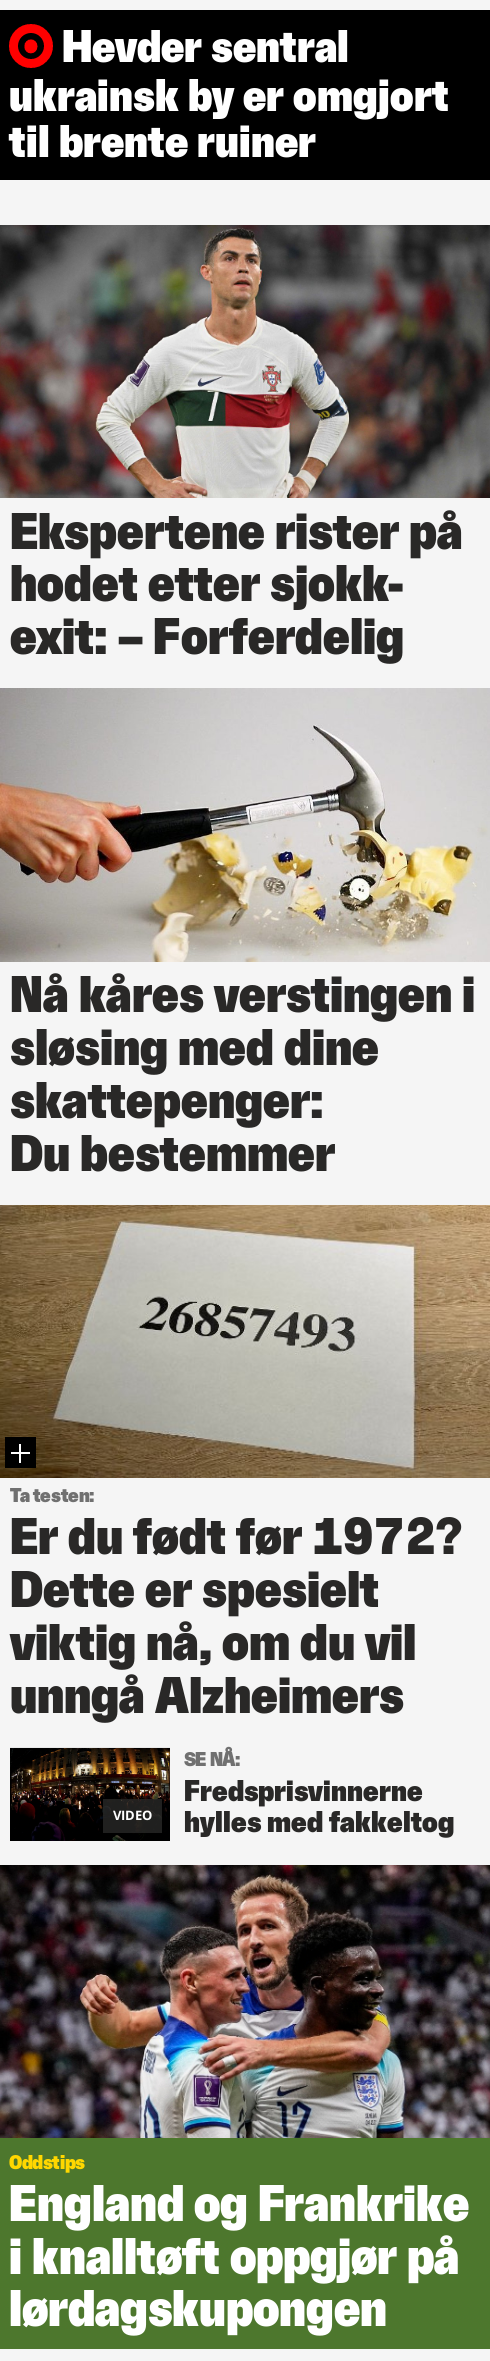 Hevder sentral
ukrainsk by er omgjort
til brente ruiner
7
Ekspertene rister på
hodet etter sjokk-
exit: – Forferdelig
Nå kåres verstingen i
sløsing med dine
skattepenger:
Du bestemmer
26857493
Ta testen:
Er du født før 1972?
Dette er spesielt
viktig nå, om du vil
unngå Alzheimers
VIDEO
SE NÅ:
Fredsprisvinnerne
hylles med fakkeltog
17
Oddstips
England og Frankrike
i knalltøft oppgjør på
lørdagskupongen